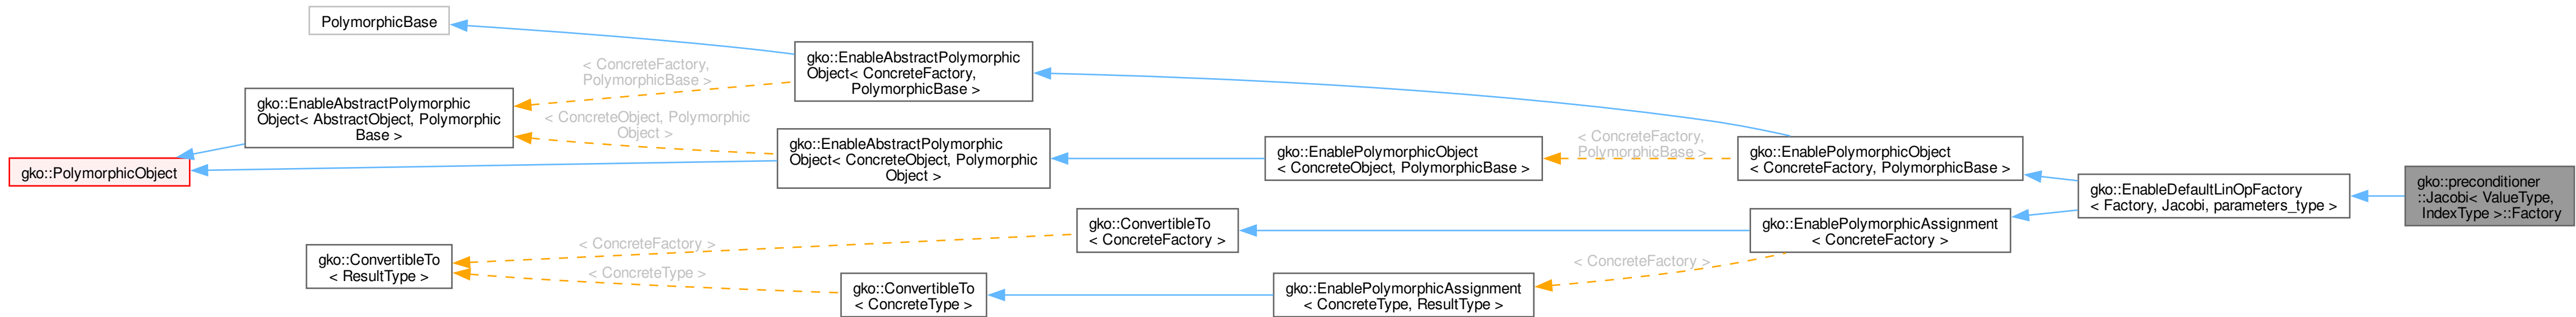 PolymorphicBase
gko::EnableAbstractPolymorphic
Object< ConcreteFactory,
PolymorphicBase >
< ConcreteFactory,
PolymorphicBase >
gko::EnableAbstractPolymorphic
Object< AbstractObject, Polymorphic
Base >
< ConcreteObject, Polymorphic
Object >
gko::PolymorphicObject
gko::EnableAbstractPolymorphic
Object< ConcreteObject, Polymorphic
Object >
gko::EnablePolymorphicObject
< ConcreteObject, PolymorphicBase >
< ConcreteFactory,
PolymorphicBase >
gko::EnablePolymorphicObject
< ConcreteFactory, PolymorphicBase >
gko::EnableDefaultLinOpFactory
< Factory, Jacobi, parameters_type >
gko::preconditioner
::Jacobi< ValueType,
IndexType >::Factory
gko::ConvertibleTo
< ConcreteFactory >
gko::EnablePolymorphicAssignment
< ConcreteFactory >
< ConcreteFactory >
gko::ConvertibleTo
< ResultType >
< ConcreteType >
gko::ConvertibleTo
< ConcreteType >
gko::EnablePolymorphicAssignment
< ConcreteType, ResultType >
< ConcreteFactory >